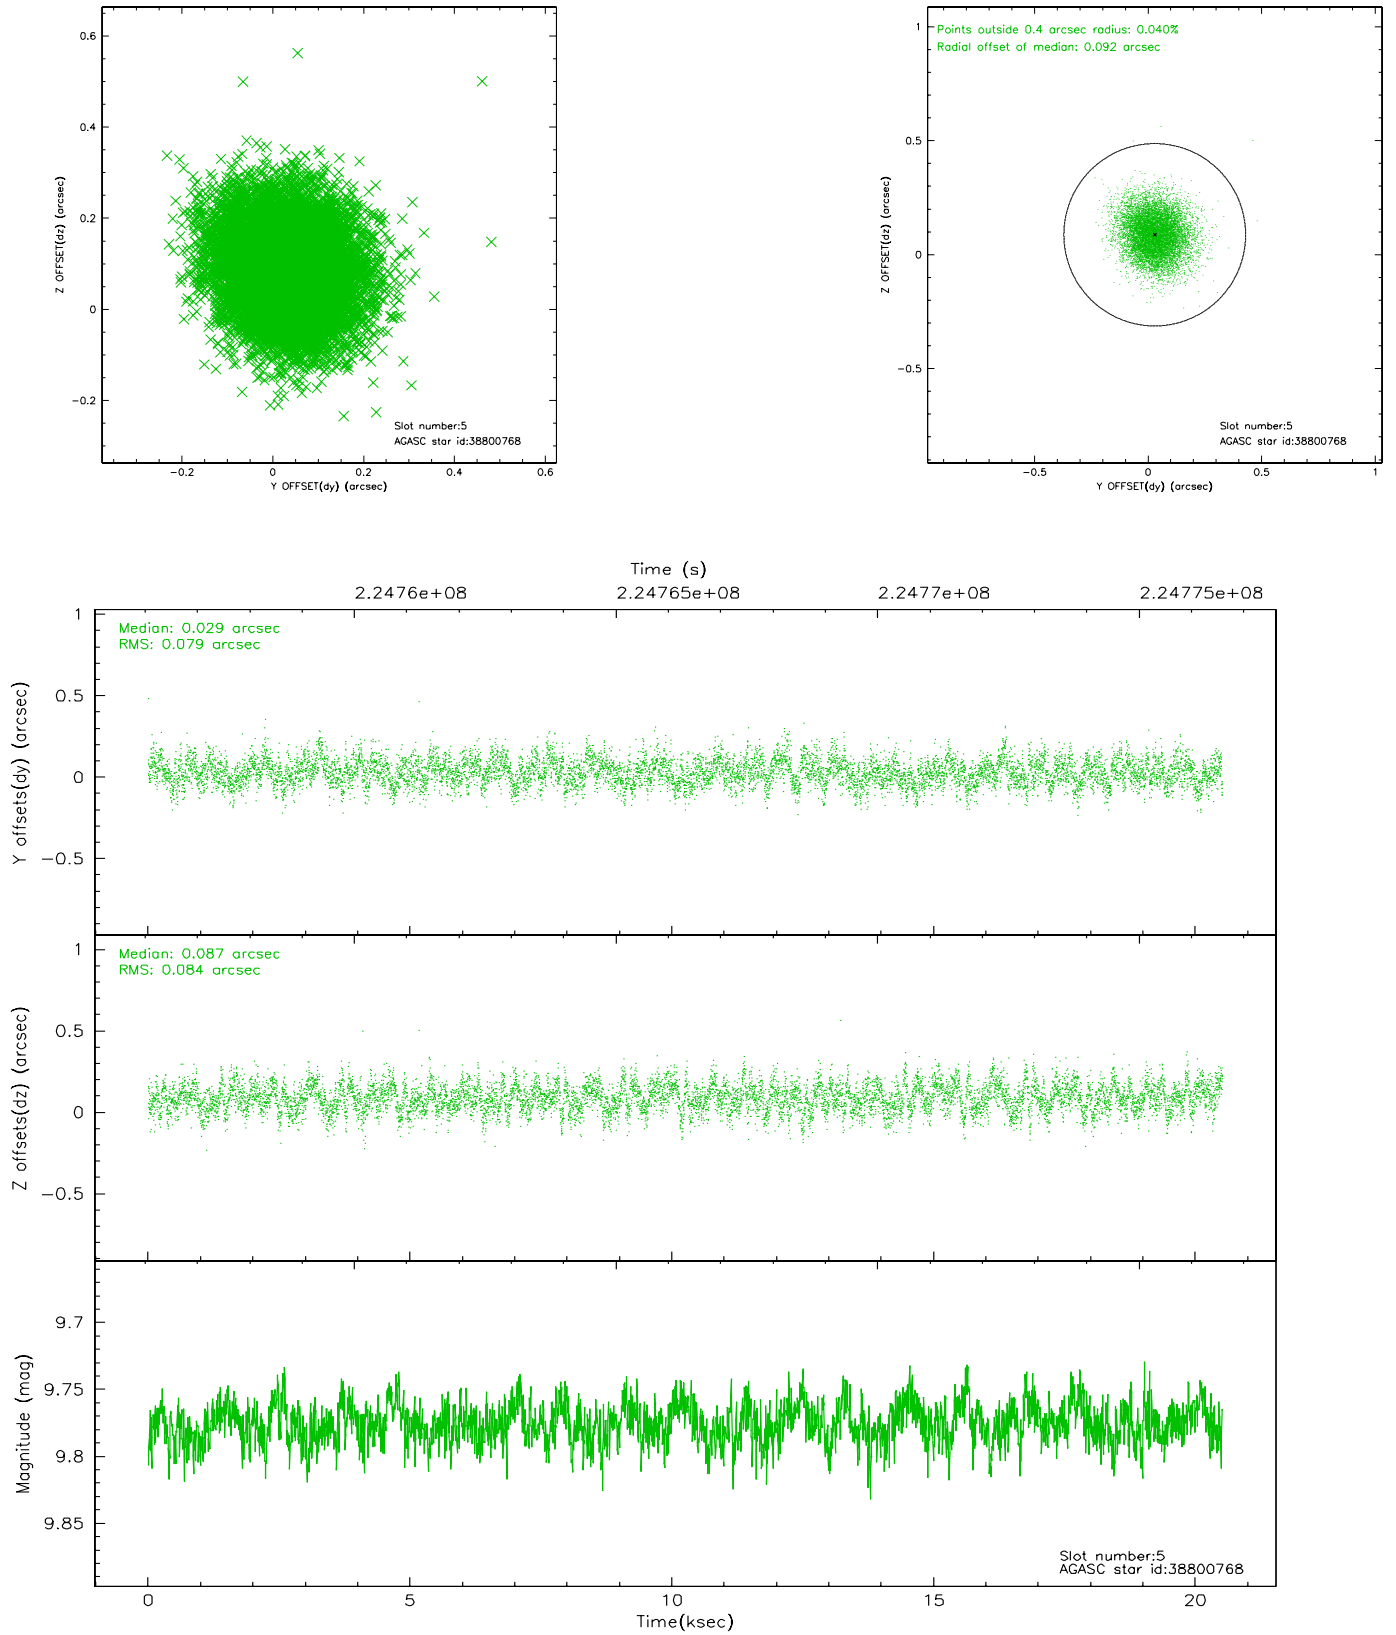 0.6
0.4
0.2
0
−0.2
Z OFFSET(dz) (arcsec)
Slot number:5
AGASC star id:38800768
−0.2 0 0.2 0.4 0.6
Y OFFSET(dy) (arcsec)
Points outside 0.4 arcsec radius: 0.040%
Radial offset of median: 0.092 arcsec
1
0.5
0
−0.5
Z OFFSET(dz) (arcsec)
Slot number:5
AGASC star id:38800768
−0.5 0 0.5 1
Y OFFSET(dy) (arcsec)
Time (s)
2.2476e+08 2.24765e+08 2.2477e+08 2.24775e+08
Median: 0.029 arcsec
RMS: 0.079 arcsec
1
0.5
0
−0.5
Y offsets(dy) (arcsec)
Median: 0.087 arcsec
RMS: 0.084 arcsec
1
0.5
0
−0.5
Z offsets(dz) (arcsec)
9.7
9.75
9.8
9.85
Magnitude (mag)
Slot number:5
AGASC star id:38800768
0 5 10 15 20
Time(ksec)